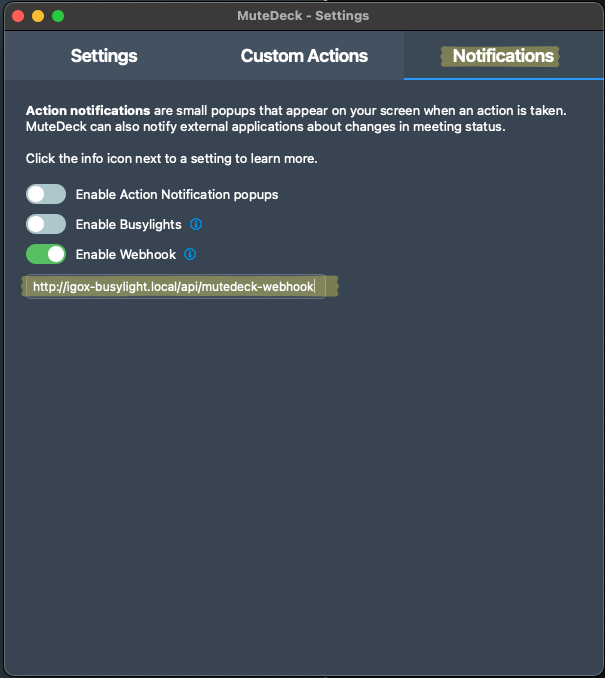 MuteDeck - Settings
Settings
Custom Actions
Notifications
Action notifications are small popups that appear on your screen when an action is taken.
MuteDeck can also notify external applications about changes in meeting status.
Click the info icon next to a setting to learn more.
Enable Action Notification popups
Enable Busylights
Enable Webhook
http://igox-busylight.local/api/mutedeck-webhook